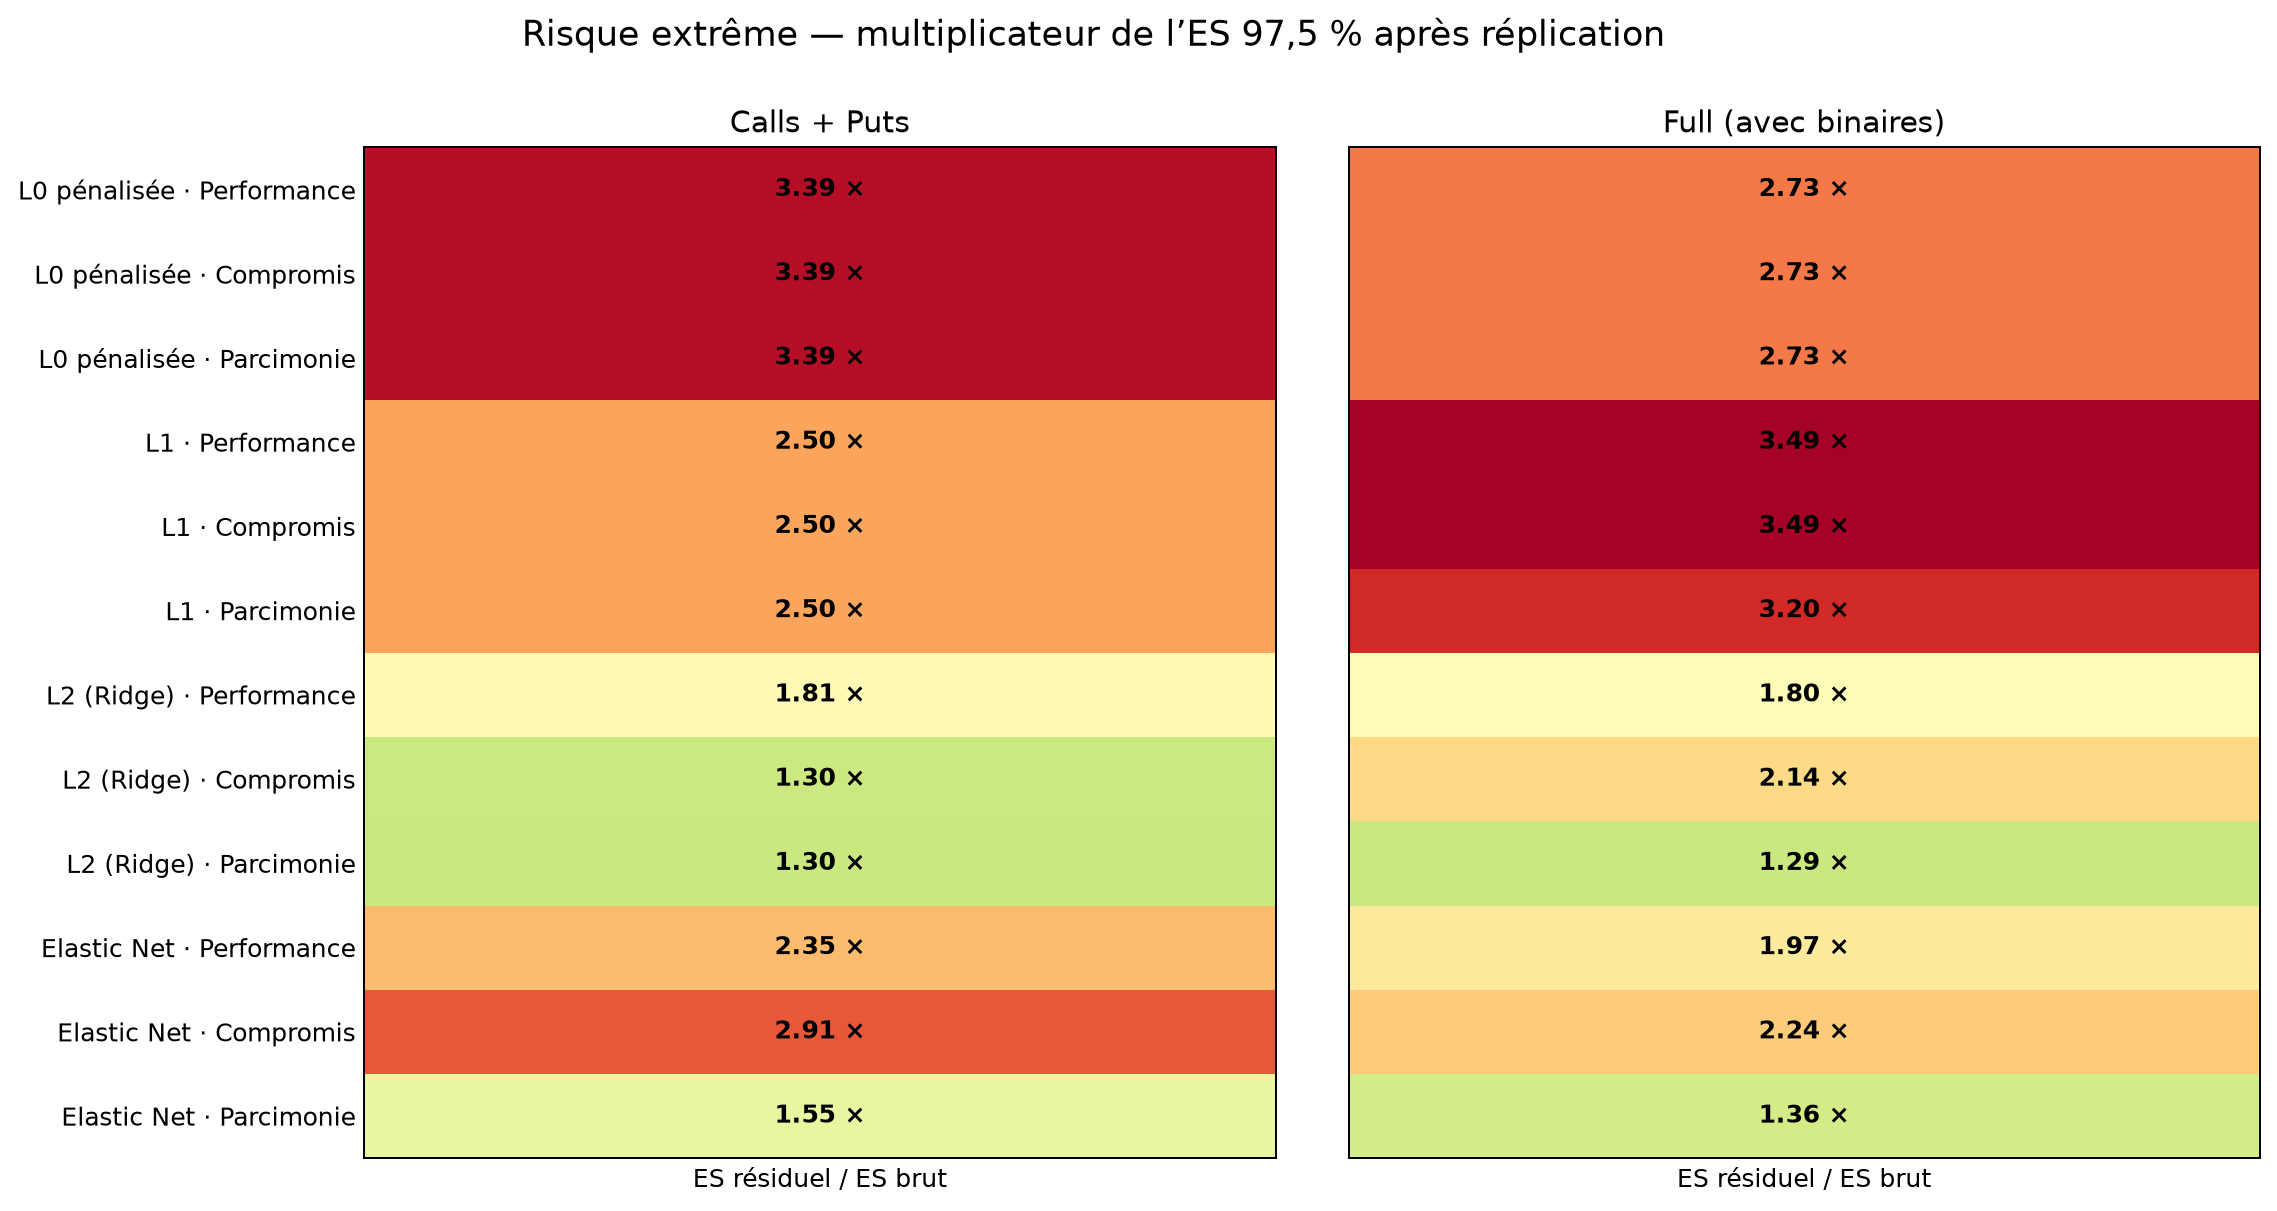 Risque extrême — multiplicateur de l’ES 97,5 % après réplication
Calls + Puts
Full (avec binaires)
L0 pénalisée · Performance 3.39 × 2.73 ×
L0 pénalisée · Compromis 3.39 × 2.73 ×
L0 pénalisée · Parcimonie 3.39 × 2.73 ×
L1 · Performance 2.50 × 3.49 ×
L1 · Compromis 2.50 × 3.49 ×
L1 · Parcimonie 2.50 × 3.20 ×
L2 (Ridge) · Performance 1.81 × 1.80 ×
L2 (Ridge) · Compromis 1.30 × 2.14 ×
L2 (Ridge) · Parcimonie 1.30 × 1.29 ×
Elastic Net · Performance 2.35 × 1.97 ×
Elastic Net · Compromis 2.91 × 2.24 ×
Elastic Net · Parcimonie 1.55 × 1.36 ×
ES résiduel / ES brut
ES résiduel / ES brut